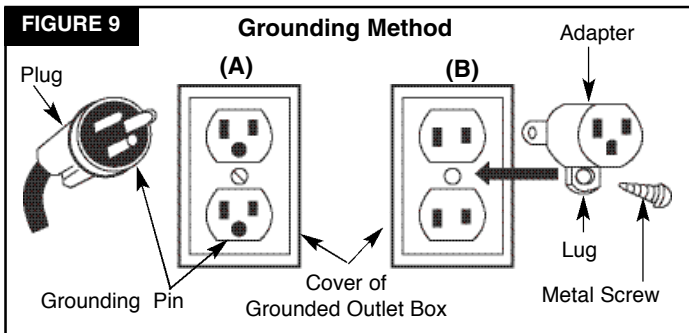 FIGURE 9
Grounding Method
Adapter
Plug
(A)
(B)
Lug
Grounding Pin
Cover of
Grounded Outlet Box
Metal Screw